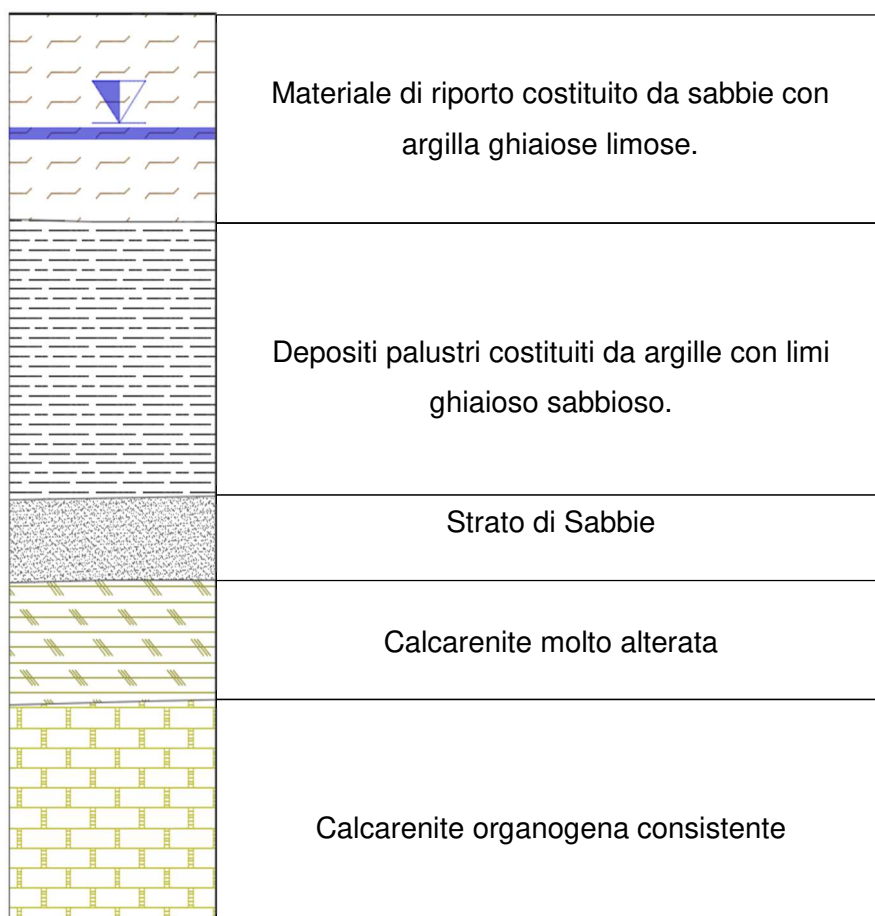 Materiale di riporto costituito da sabbie con
argilla ghiaiose limose.
Depositi palustri costituiti da argille con limi
ghiaioso sabbioso.
Strato di Sabbie
Calcarenite molto alterata
Calcarenite organogena consistente